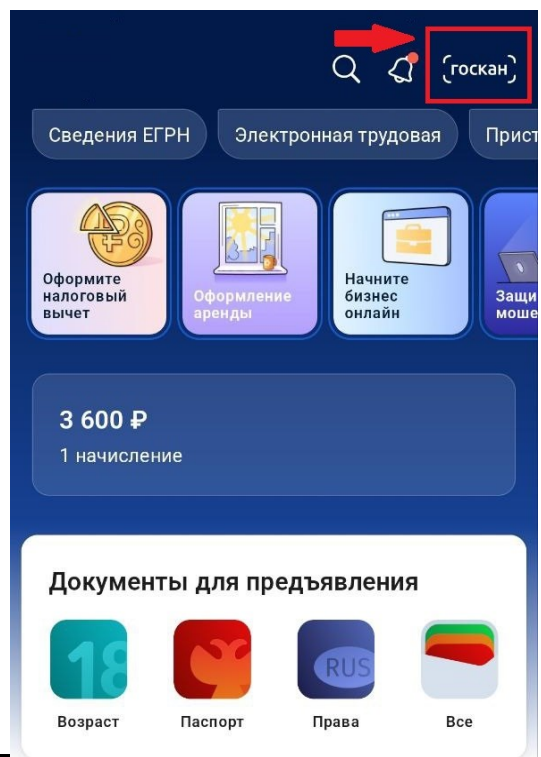 госкан
Сведения ЕГРН
Электронная трудовая
Прист
Оформите
налоговый
вычет
Оформление
аренды
Начните
бизнес
онлайн
Защи
моше
3 600 ₽
1 начисление
Документы для предъявления
18
RUS
Возраст
Паспорт
Права
Все